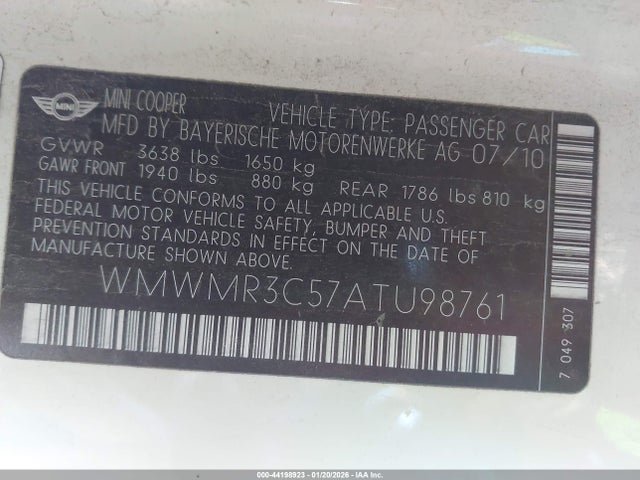 MINI
MINI COOPER
VEHICLE TYPE: PASSENGER CAR
MFD BY BAYERISCHE MOTORENWERKE AG 07/10
GVWR 3638 lbs 1650 kg
GAWR FRONT 1940 lbs 880 kg REAR 1786 lbs 810 kg
THIS VEHICLE CONFORMS TO ALL APPLICABLE U.S.
FEDERAL MOTOR VEHICLE SAFETY, BUMPER AND THEFT
PREVENTION STANDARDS IN EFFECT ON THE DATE OF
MANUFACTURE SHOWN ABOVE.
WMWMR3C57ATU98761
7 049 307
000-44198923 - 01/20/2026 - IAA Inc.